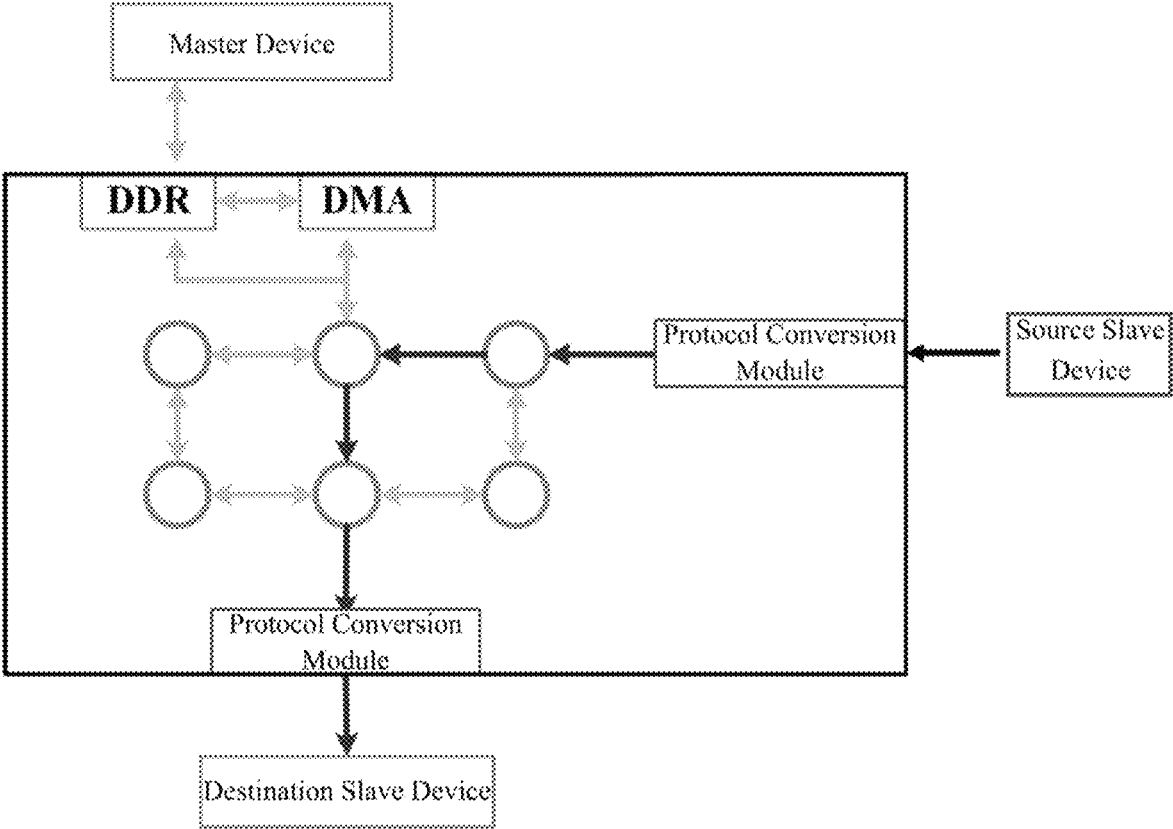 Master Device
DDR
DMA
Protocol Conversion
Module
Source Slave
Device
Protocol Conversion
Module
Destination Slave Device